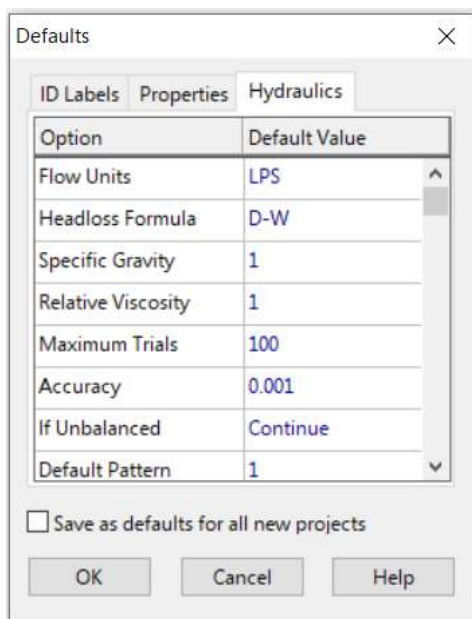 Defaults
ID Labels Properties Hydraulics
Option Default Value
Flow Units LPS
Headloss Formula D-W
Specific Gravity 1
Relative Viscosity 1
Maximum Trials 100
Accuracy 0.001
If Unbalanced Continue
Default Pattern 1
Save as defaults for all new projects
OK Cancel Help